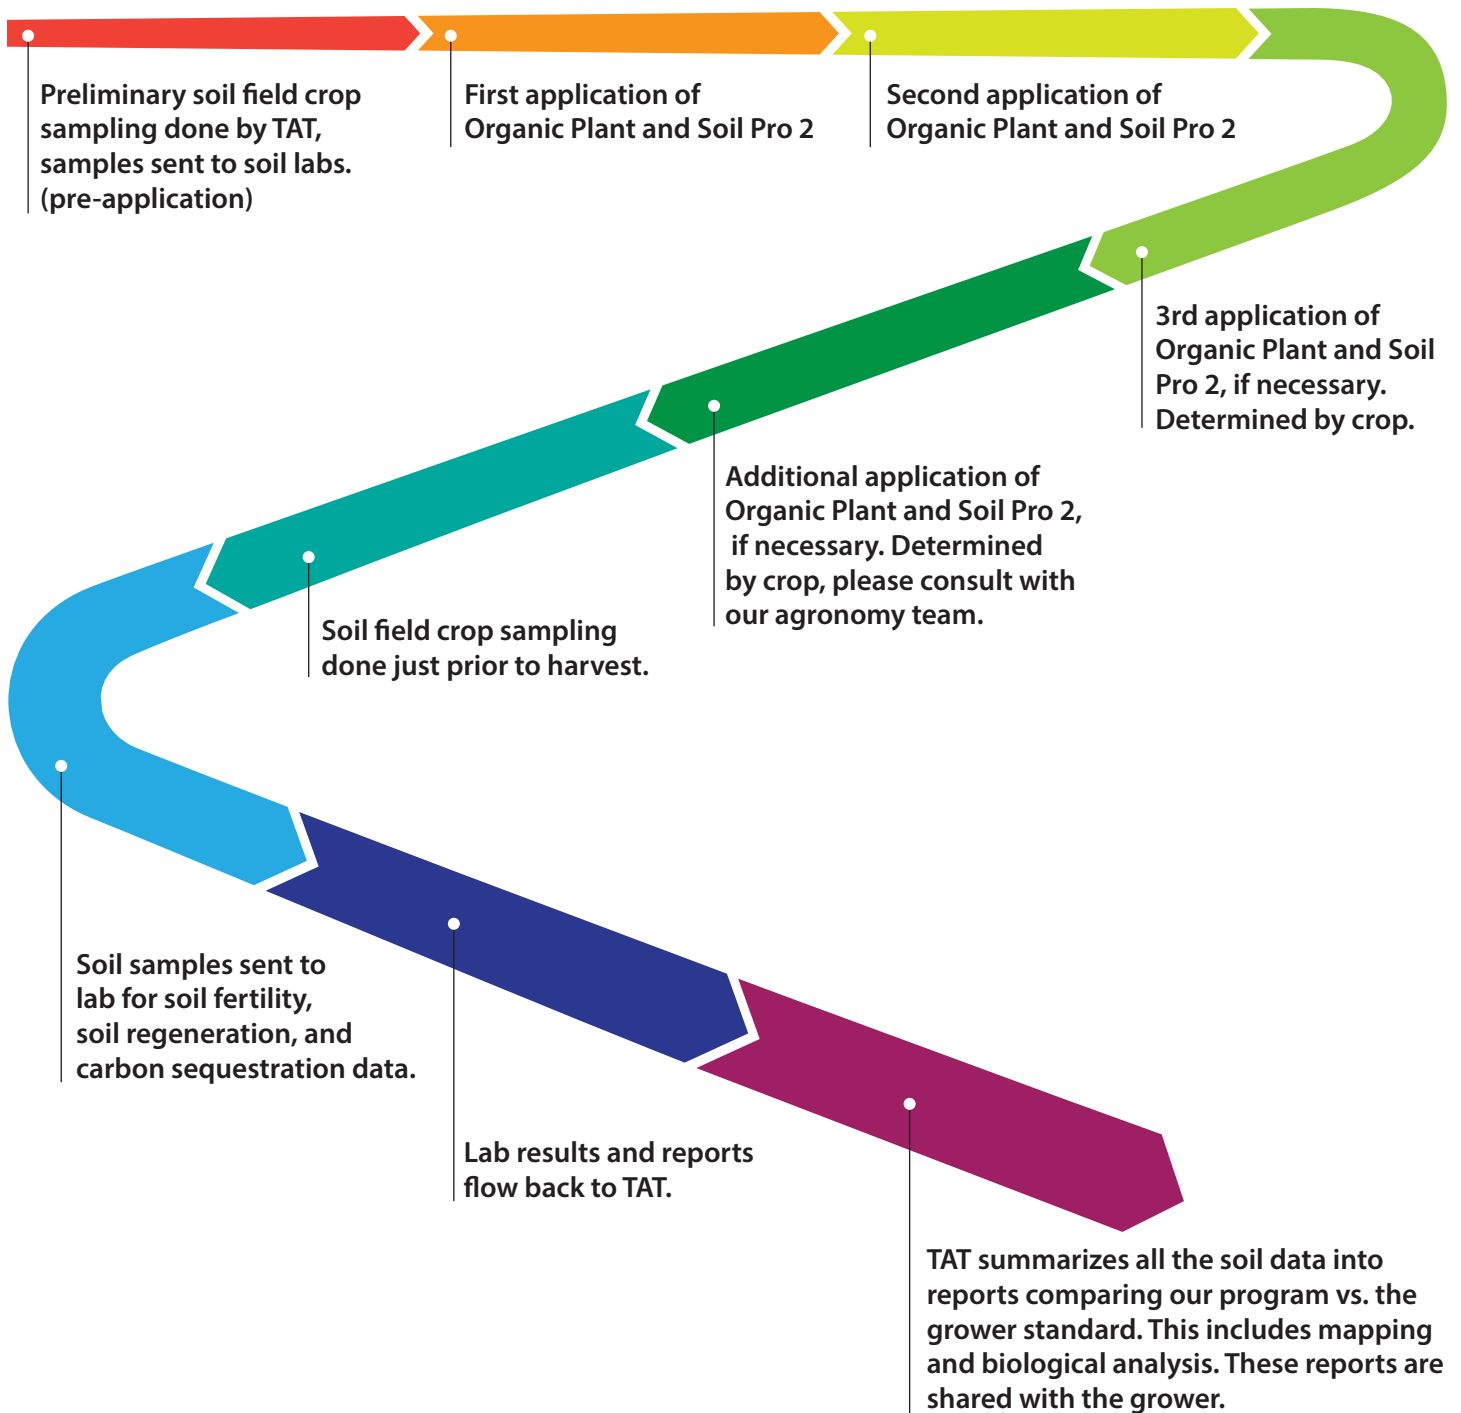 Preliminary soil field crop
sampling done by TAT,
samples sent to soil labs.
(pre-application)
First application of
Organic Plant and Soil Pro 2
Second application of
Organic Plant and Soil Pro 2
3rd application of
Organic Plant and Soil
Pro 2, if necessary.
Determined by crop.
Additional application of
Organic Plant and Soil Pro 2,
if necessary. Determined
by crop, please consult with
our agronomy team.
Soil field crop sampling
done just prior to harvest.
Soil samples sent to
lab for soil fertility,
soil regeneration, and
carbon sequestration data.
Lab results and reports
flow back to TAT.
TAT summarizes all the soil data into
reports comparing our program vs. the
grower standard. This includes mapping
and biological analysis. These reports are
shared with the grower.